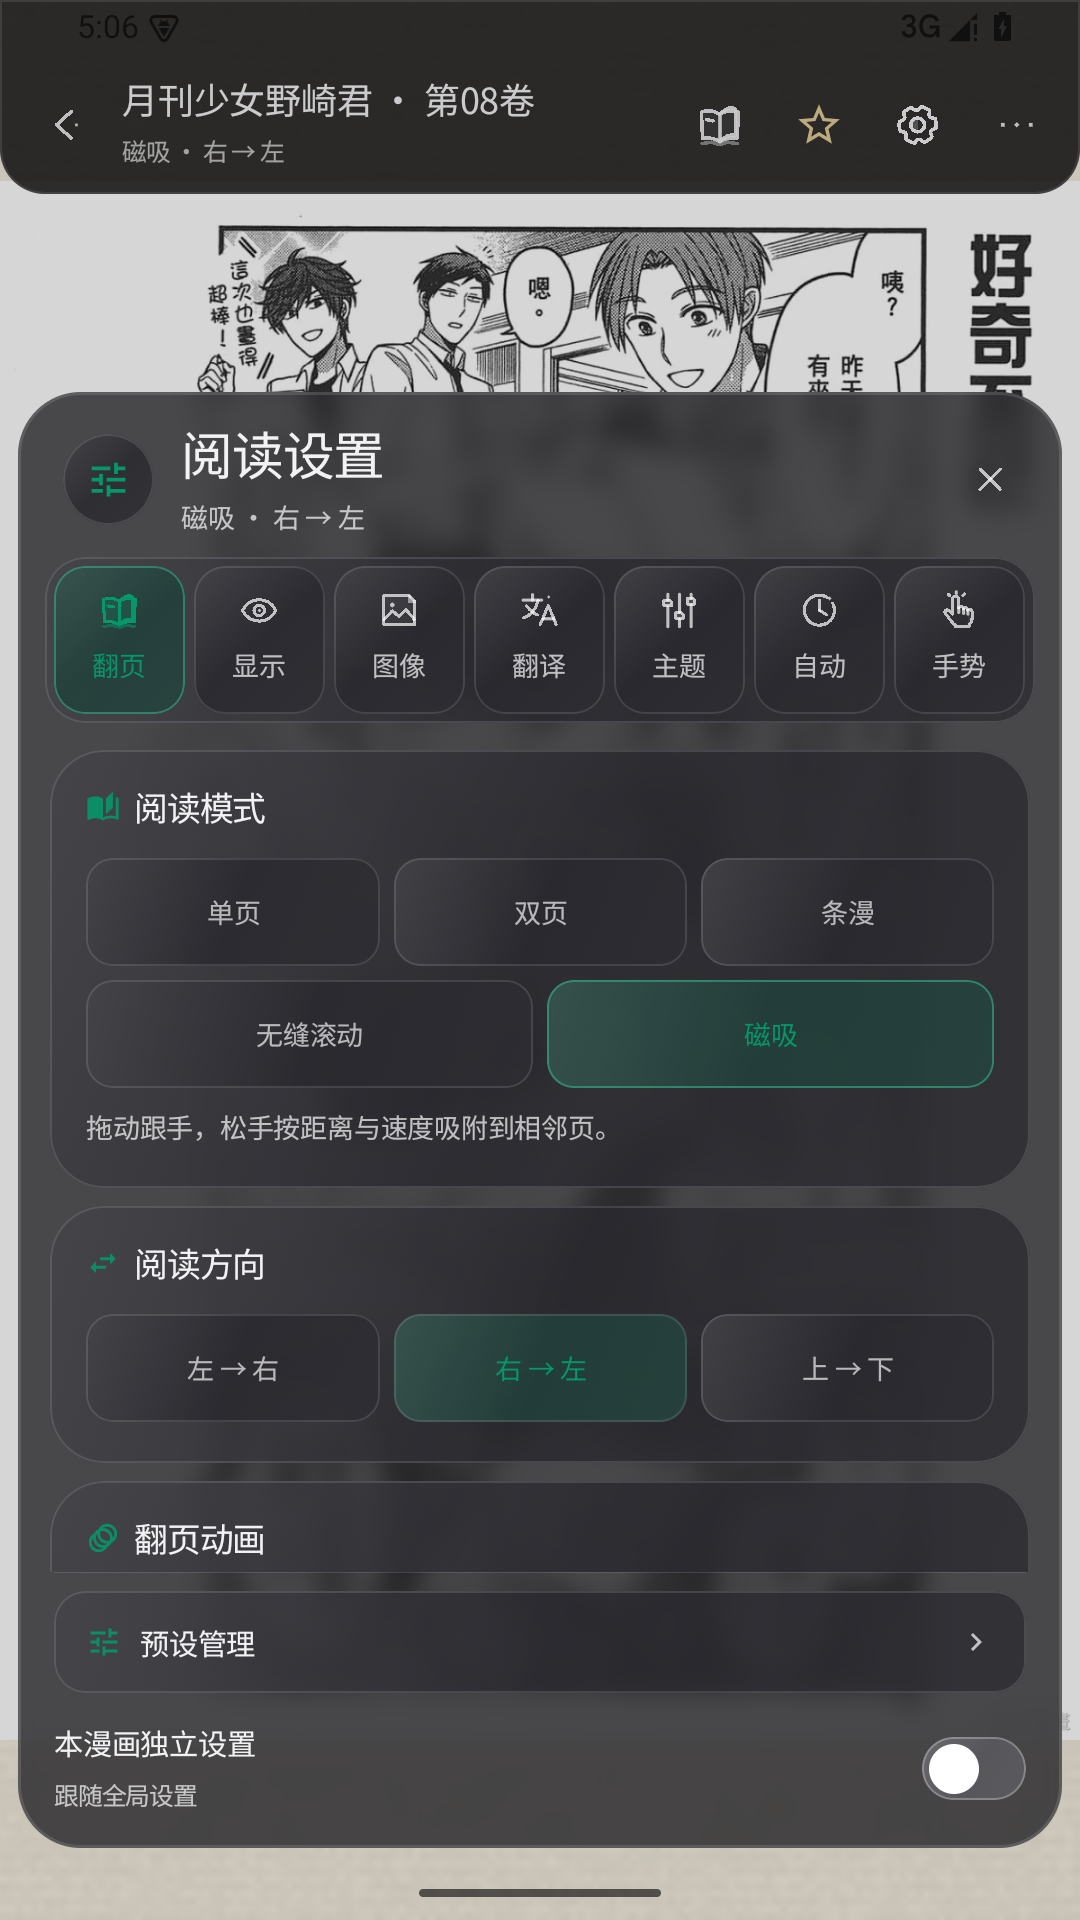 5:06
3G
月刊少女野崎君 · 第08卷
磁吸 · 右→左
這次也畫得
超棒！
嗯。
咦？
昨天
有來
好奇
阅读设置
磁吸 · 右→左
翻页
显示
图像
翻译
主题
自动
手势
阅读模式
单页
双页
条漫
无缝滚动
磁吸
拖动跟手，松手按距离与速度吸附到相邻页。
阅读方向
左→右
右→左
上→下
翻页动画
预设管理
本漫画独立设置
跟随全局设置